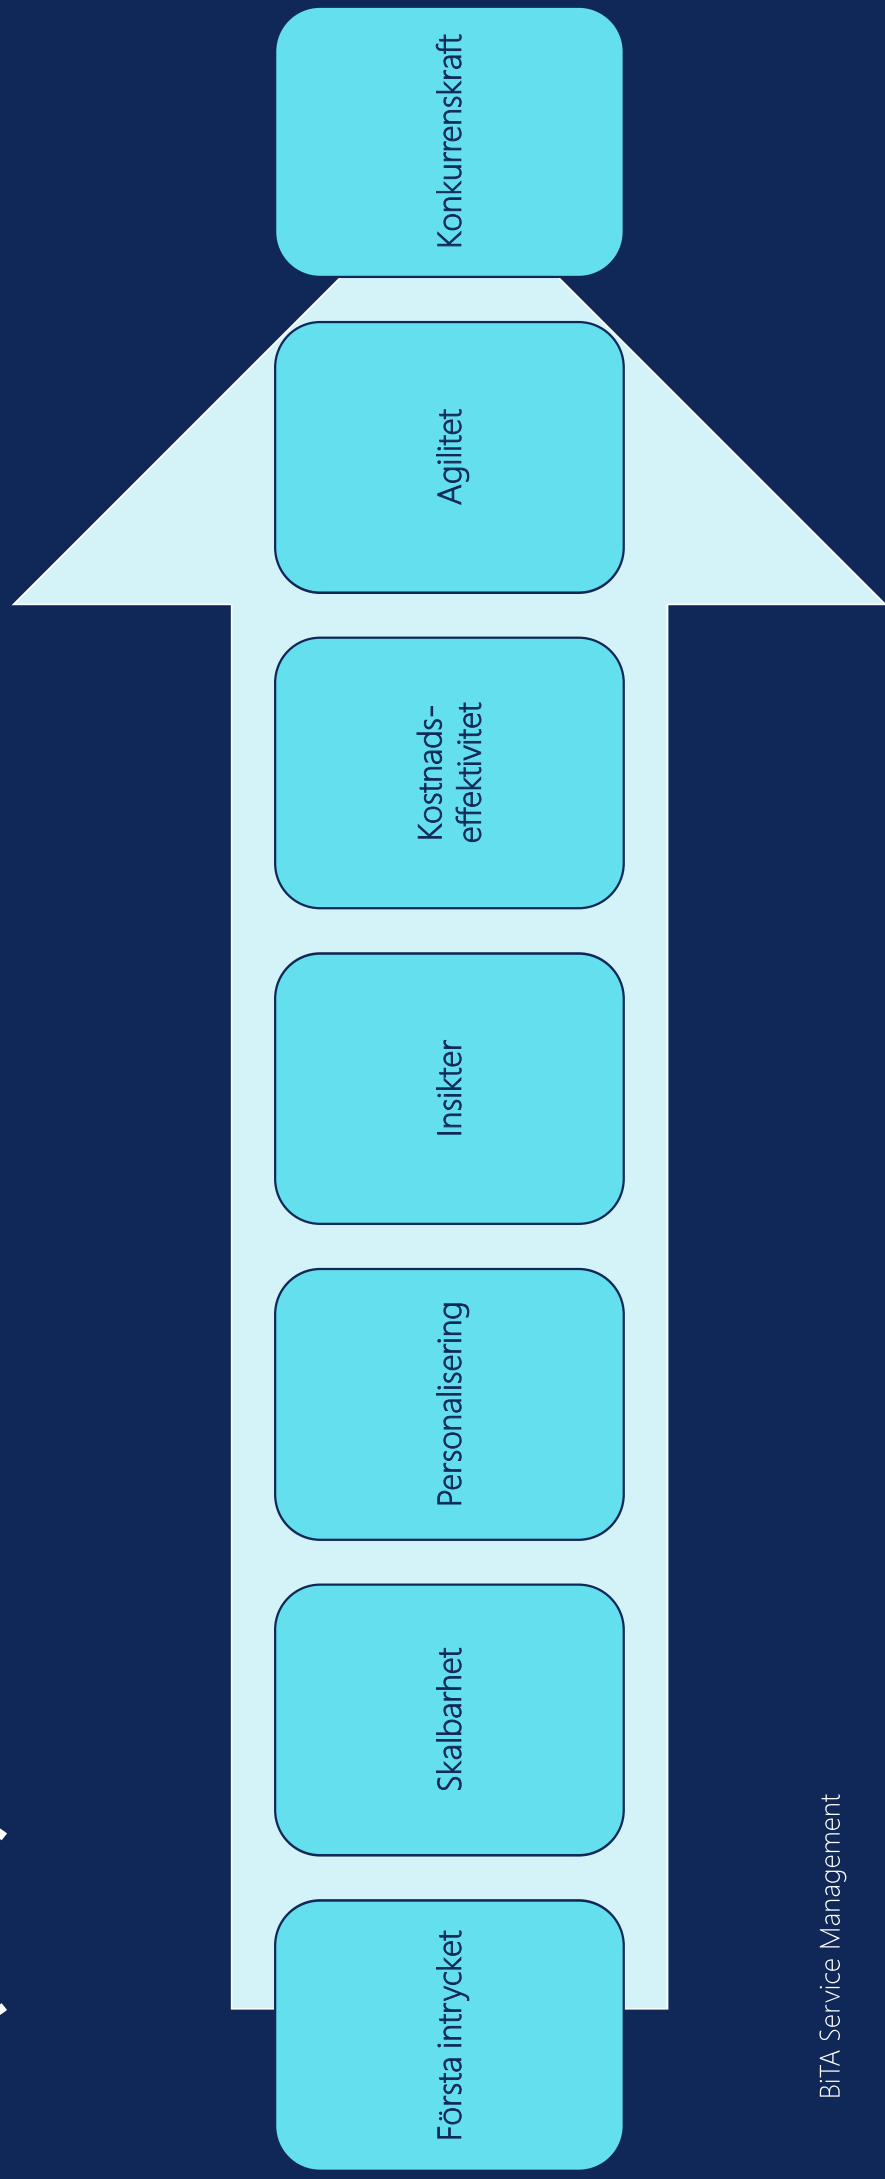 Första intrycket
Skalbarhet
Personalisering
Insikter
Kostnads-
effektivitet
Agilitet
Konkurrenskraft
BiTA Service Management